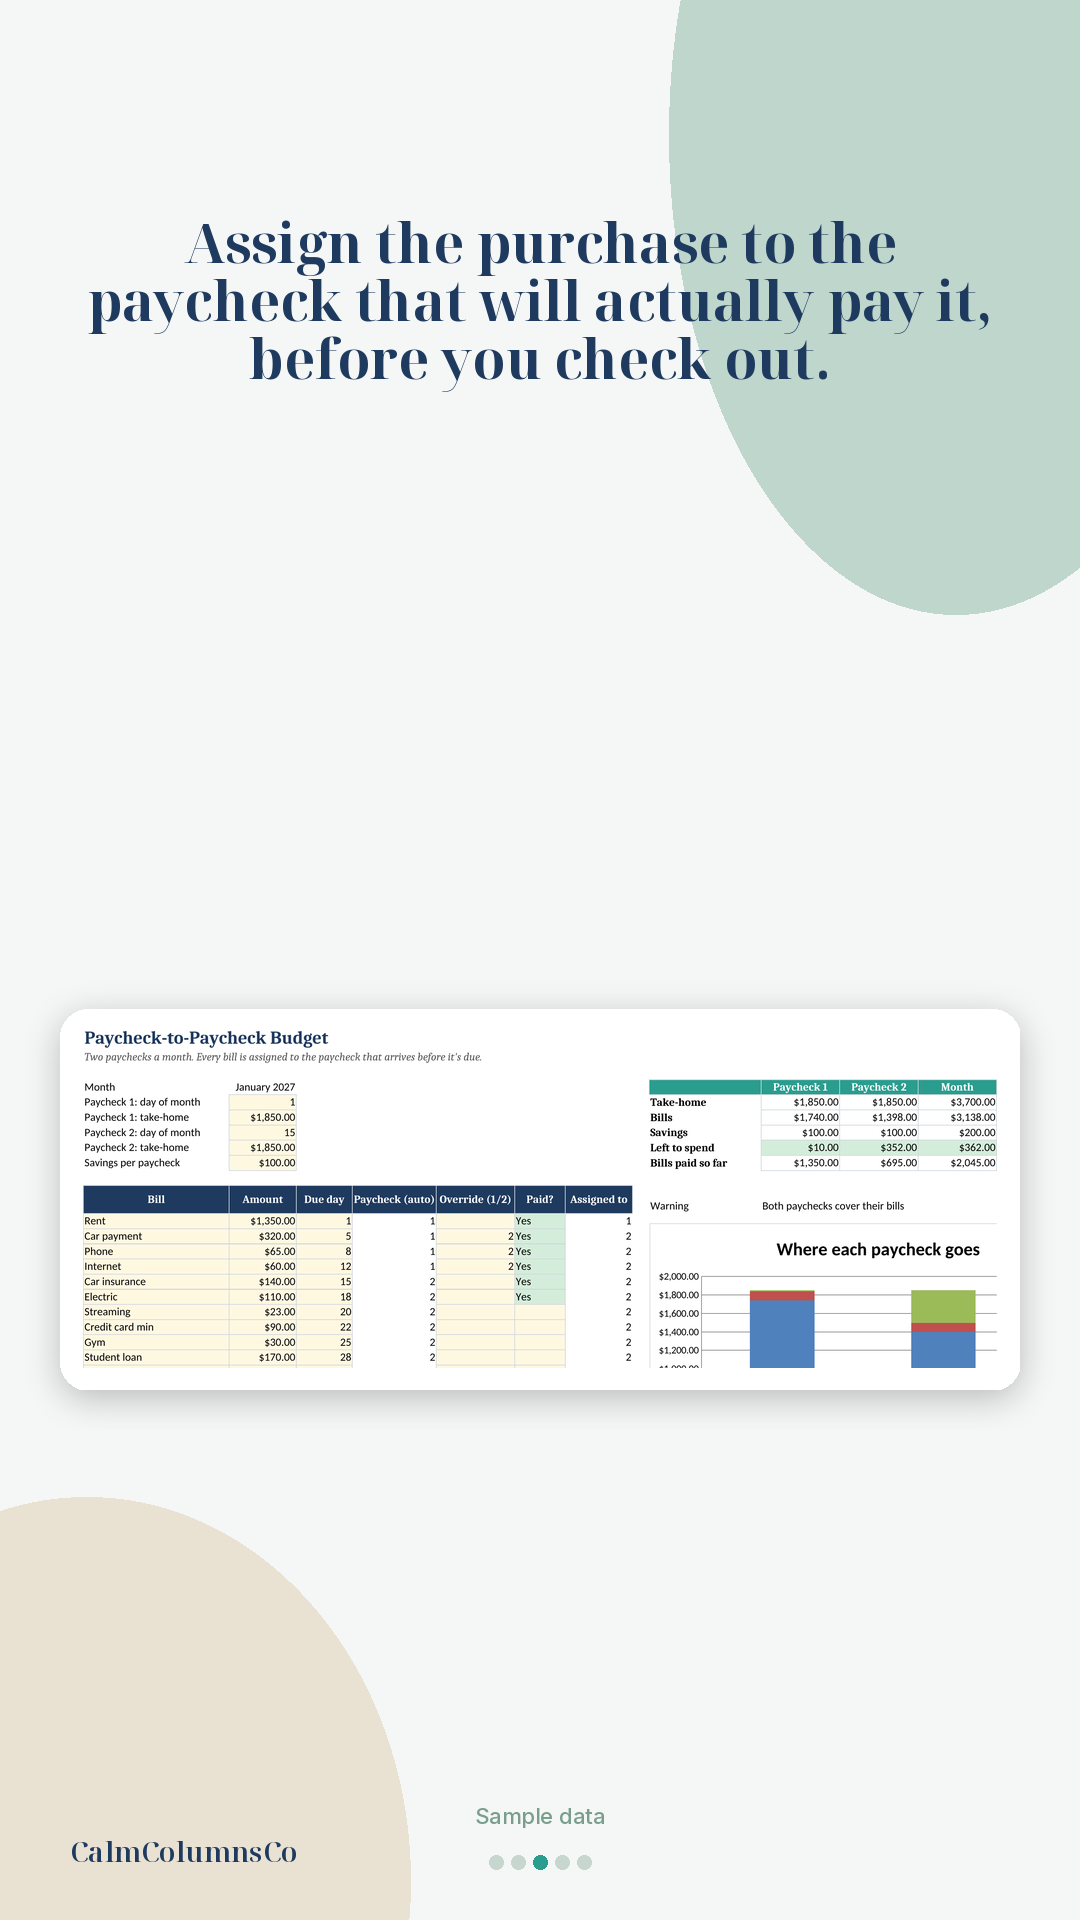 Assign the purchase to the
paycheck that will actually pay it,
before you check out.
Paycheck-to-Paycheck Budget
Two paychecks a month. Every bill is assigned to the paycheck that arrives before it's due.
Month January 2027
Paycheck 1: day of month 1
Paycheck 1: take-home $1,850.00
Paycheck 2: day of month 15
Paycheck 2: take-home $1,850.00
Savings per paycheck $100.00
Paycheck 1 Paycheck 2 Month
Take-home $1,850.00 $1,850.00 $3,700.00
Bills $1,740.00 $1,398.00 $3,138.00
Savings $100.00 $100.00 $200.00
Left to spend $10.00 $352.00 $362.00
Bills paid so far $1,350.00 $695.00 $2,045.00
Bill Amount Due day Paycheck (auto) Override (1/2) Paid? Assigned to
Rent $1,350.00 1 1 Yes 1
Car payment $320.00 5 1 2 Yes 2
Phone $65.00 8 1 2 Yes 2
Internet $60.00 12 1 2 Yes 2
Car insurance $140.00 15 2 Yes 2
Electric $110.00 18 2 Yes 2
Streaming $23.00 20 2 2
Credit card min $90.00 22 2 2
Gym $30.00 25 2 2
Student loan $170.00 28 2 2
Warning Both paychecks cover their bills
Where each paycheck goes
$2,000.00
$1,800.00
$1,600.00
$1,400.00
$1,200.00
Sample data
CalmColumnsCo